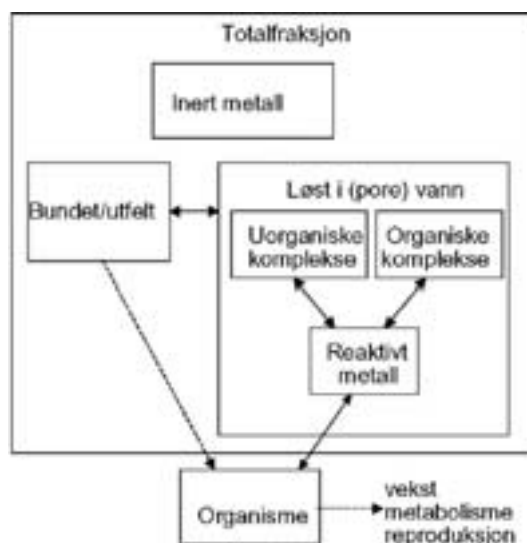 Totalfraksjon
Inert metall
Bundet/utfelt
Løst i (pore) vann
Uorganiske
komplekse
Organiske
komplekse
Reaktivt
metall
Organisme
vekst
metabolisme
reproduksjon